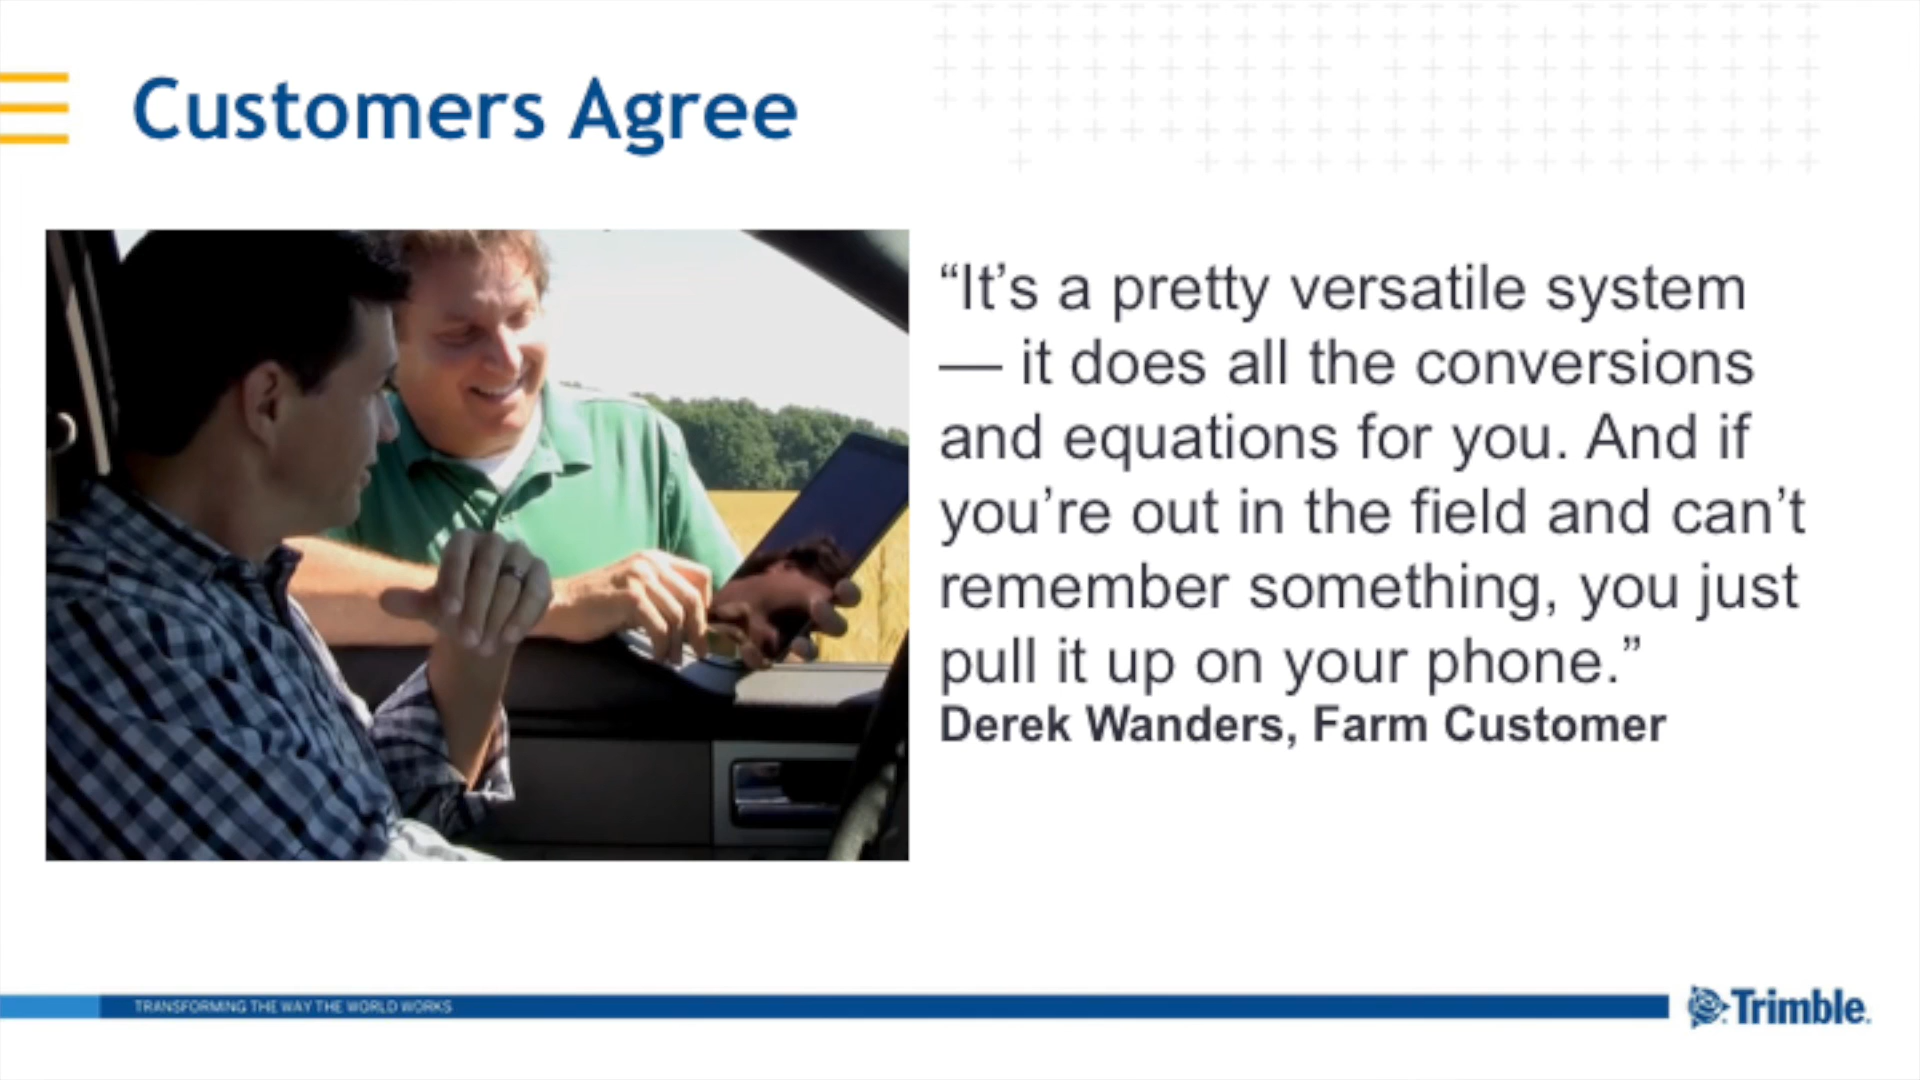 Customers Agree
“It’s a pretty versatile system
— it does all the conversions
and equations for you. And if
you’re out in the field and can’t
remember something, you just
pull it up on your phone.”
Derek Wanders, Farm Customer
TRANSFORMING THE WAY THE WORLD WORKS
Trimble.